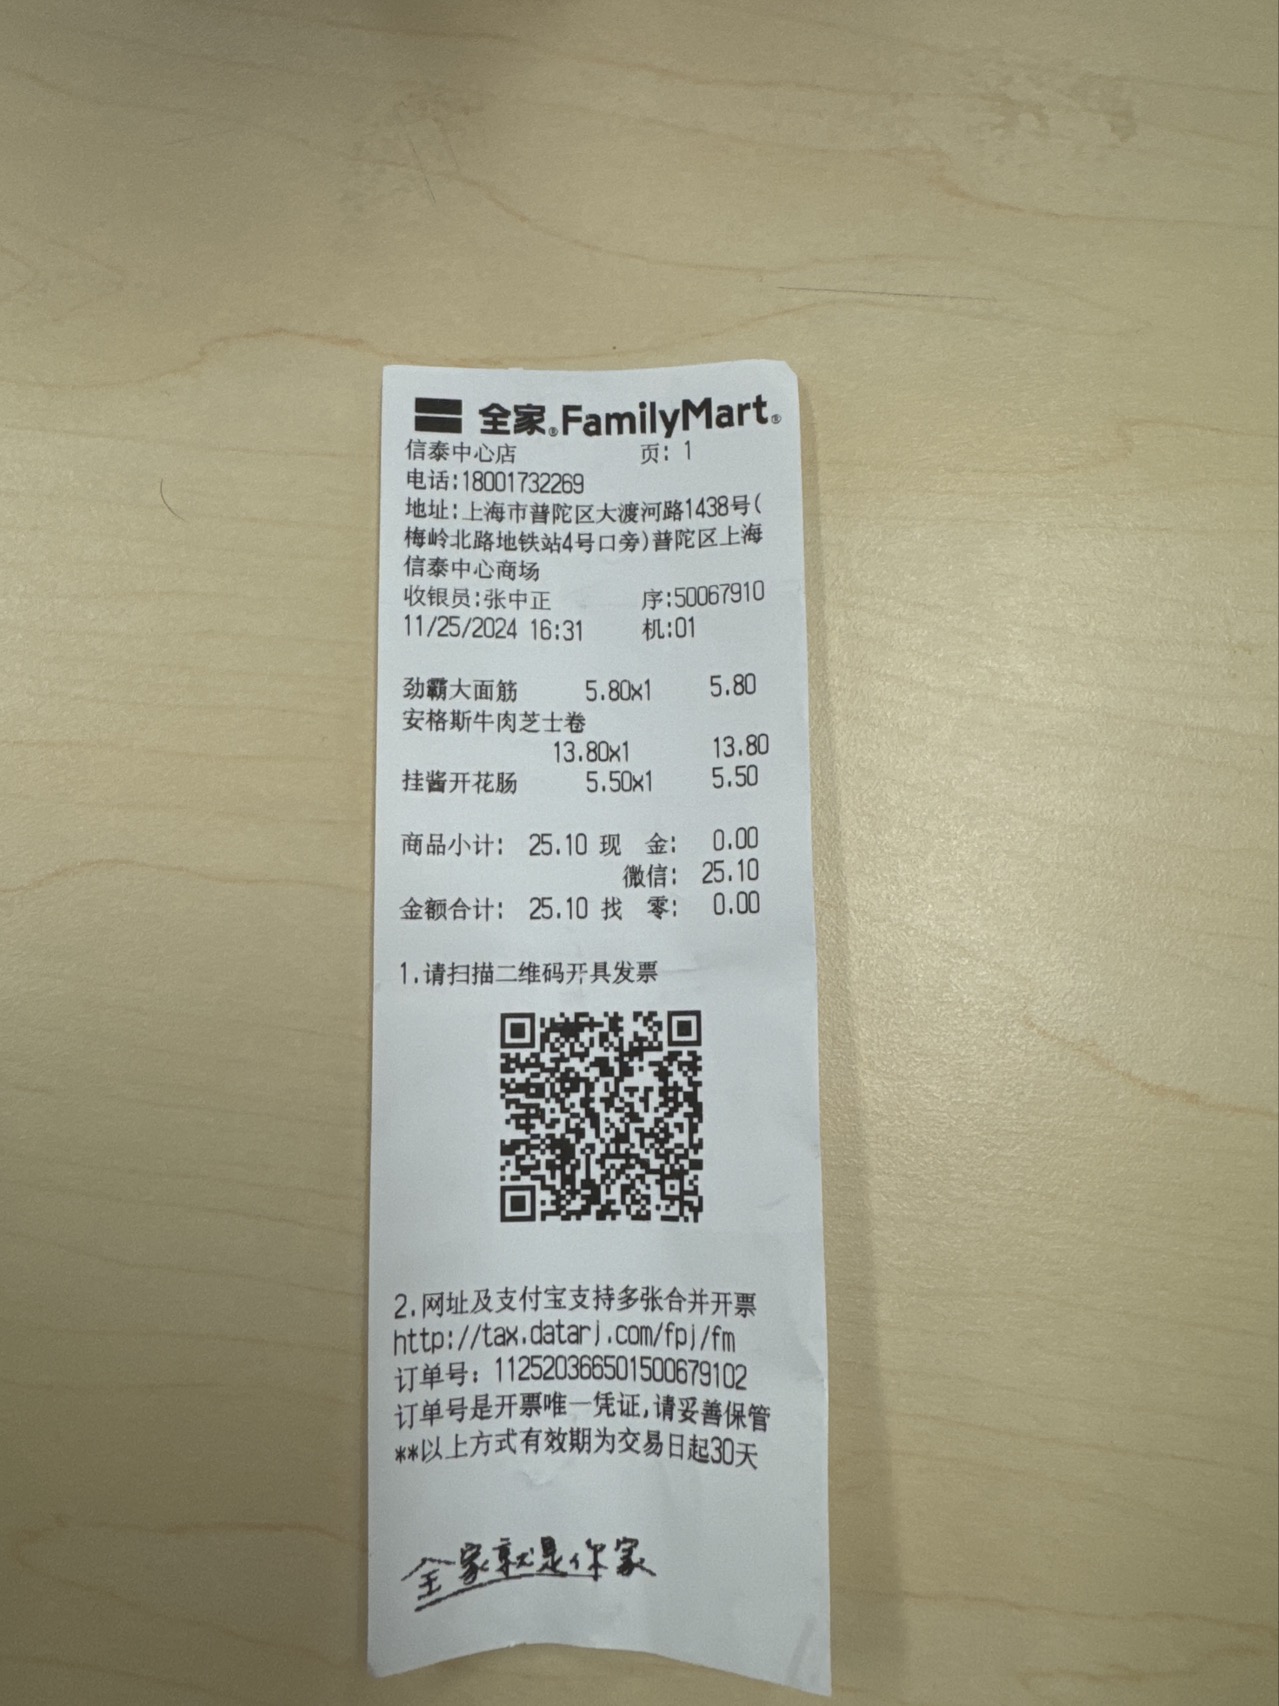 全家®FamilyMart®
信泰中心店 页: 1
电话:18001732269
地址:上海市普陀区大渡河路1438号(
梅岭北路地铁站4号口旁)普陀区上海
信泰中心商场
收银员:张中正 序:50067910
11/25/2024 16:31 机:01
劲霸大面筋 5.80x1 5.80
安格斯牛肉芝士卷
13.80x1 13.80
挂酱开花肠 5.50x1 5.50
商品小计: 25.10 现 金: 0.00
微信: 25.10
金额合计: 25.10 找 零: 0.00
1.请扫描二维码开具发票
2.网址及支付宝支持多张合并开票
http://tax.datarj.com/fpj/fm
订单号: 112520366501500679102
订单号是开票唯一凭证,请妥善保管
**以上方式有效期为交易日起30天
全家就是你家